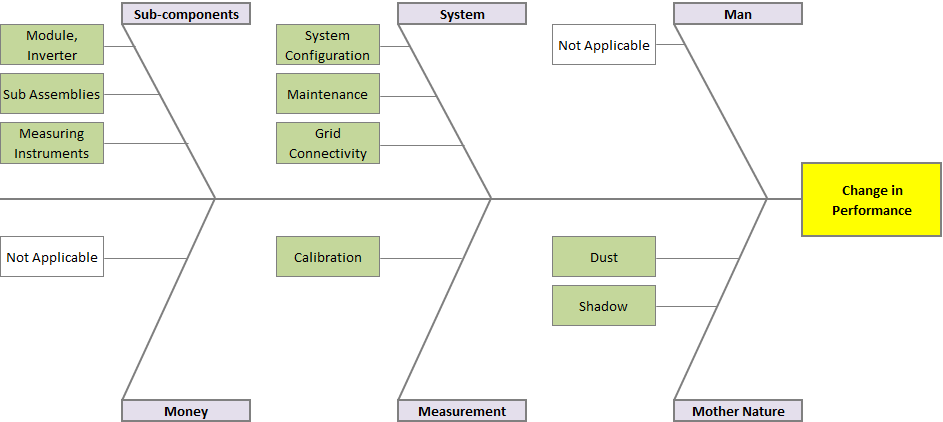 Sub-components
System
Man
Module,
Inverter
System
Configuration
Not Applicable
Sub Assemblies
Maintenance
Measuring
Instruments
Grid
Connectivity
Change in
Performance
Not Applicable
Calibration
Dust
Shadow
Money
Measurement
Mother Nature